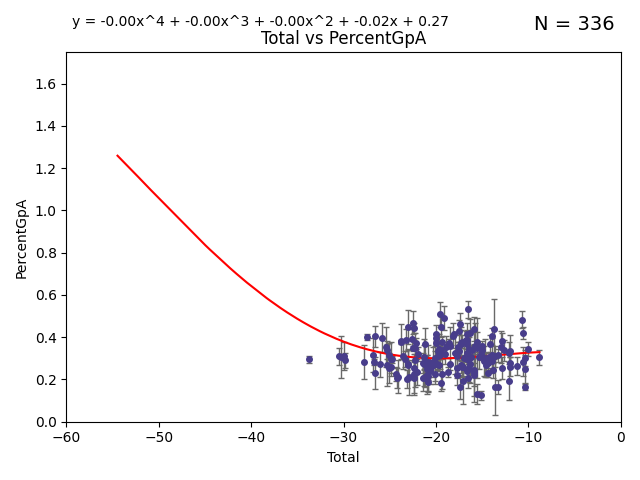 y = -0.00x^4 + -0.00x^3 + -0.00x^2 + -0.02x + 0.27
N = 336
Total vs PercentGpA
1.6
1.4
1.2
1.0
0.8
0.6
0.4
0.2
0.0
PercentGpA
−60 −50 −40 −30 −20 −10 0
Total